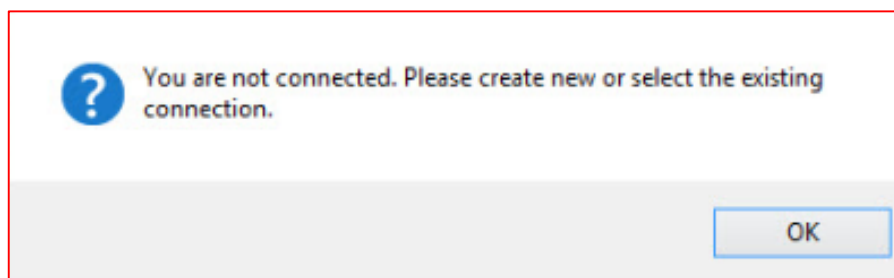 You are not connected. Please create new or select the existing
connection.
OK